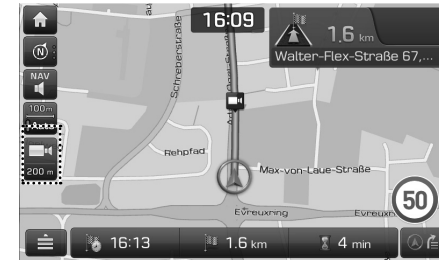 16:09
1.6 km
Walter-Flex-Straße 67,...
N
NAV
100m
200 m
Schreberstraße
Rehpfad
Max-von-Laue-Straße
Evreuxring
50
16:13
1.6 km
4 min